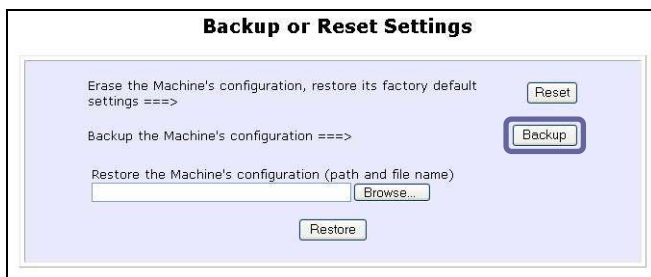 Backup or Reset Settings
Erase the Machine's configuration, restore its factory default
settings ===>
Reset
Backup the Machine's configuration ===>
Backup
Restore the Machine's configuration (path and file name)
Browse...
Restore